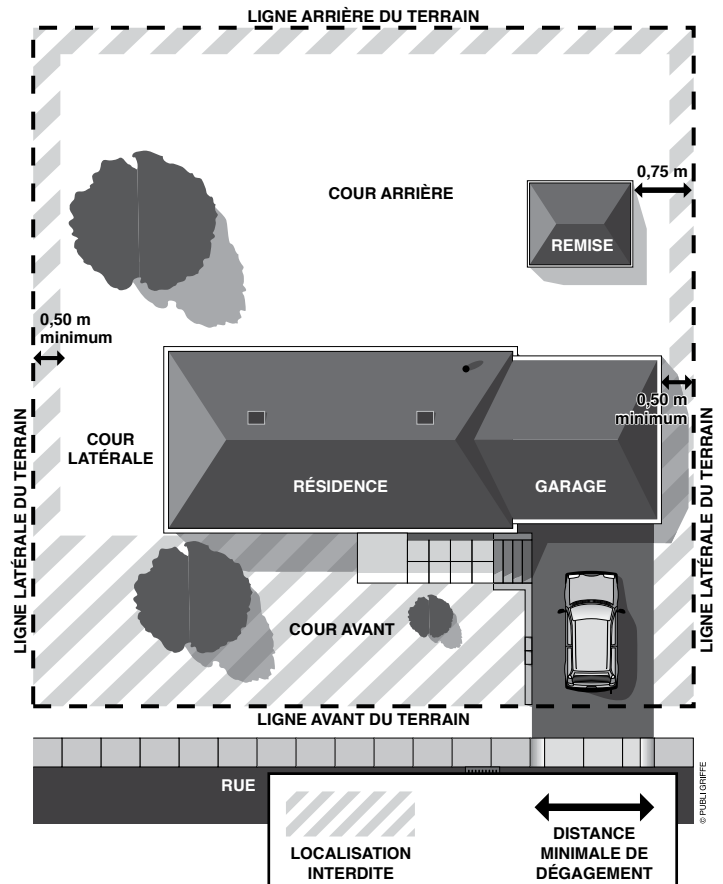 LIGNE ARRIÈRE DU TERRAIN
0,75 m
COUR ARRIÈRE
REMISE
0,50 m
minimum
0,50 m
minimum
COUR
LATÉRALE
LIGNE LATÉRALE DU TERRAIN
RÉSIDENCE
GARAGE
LIGNE LATÉRALE DU TERRAIN
COUR AVANT
LIGNE AVANT DU TERRAIN
RUE
© PUBLI GRIFFE
LOCALISATION
INTERDITE
DISTANCE
MINIMALE DE
DÉGAGEMENT